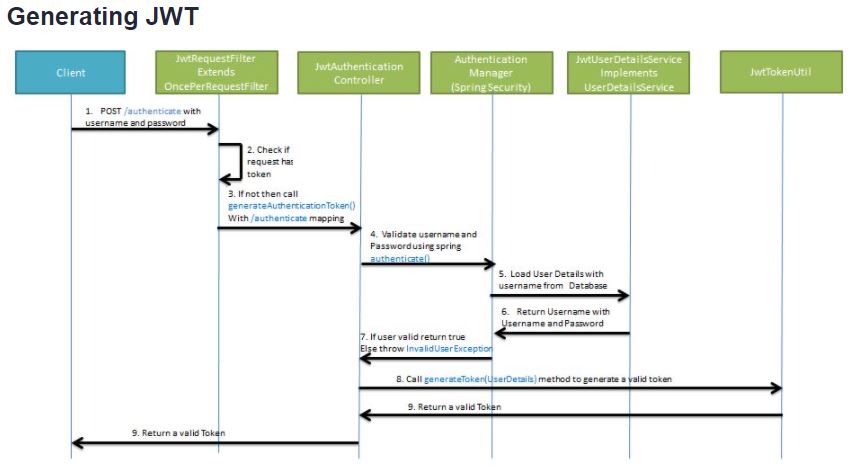 Generating JWT
Client
JwtRequestFilter
Extends
OncePerRequestFilter
JwtAuthentication
Controller
Authentication
Manager
(Spring Security)
JwtUserDetailsService
Implements
UserDetailsService
JwtTokenUtil
1. POST /authenticate with
username and password
2. Check if
request has
token
3. If not then call
generateAuthenticationToken()
With /authenticate mapping
4. Validate username and
Password using spring
authenticate()
5. Load User Details with
username from Database
6. Return Username with
Username and Password
7. If user valid return true
Else throw InvalidUserException
8. Call generateToken(UserDetails) method to generate a valid token
9. Return a valid Token
9. Return a valid Token